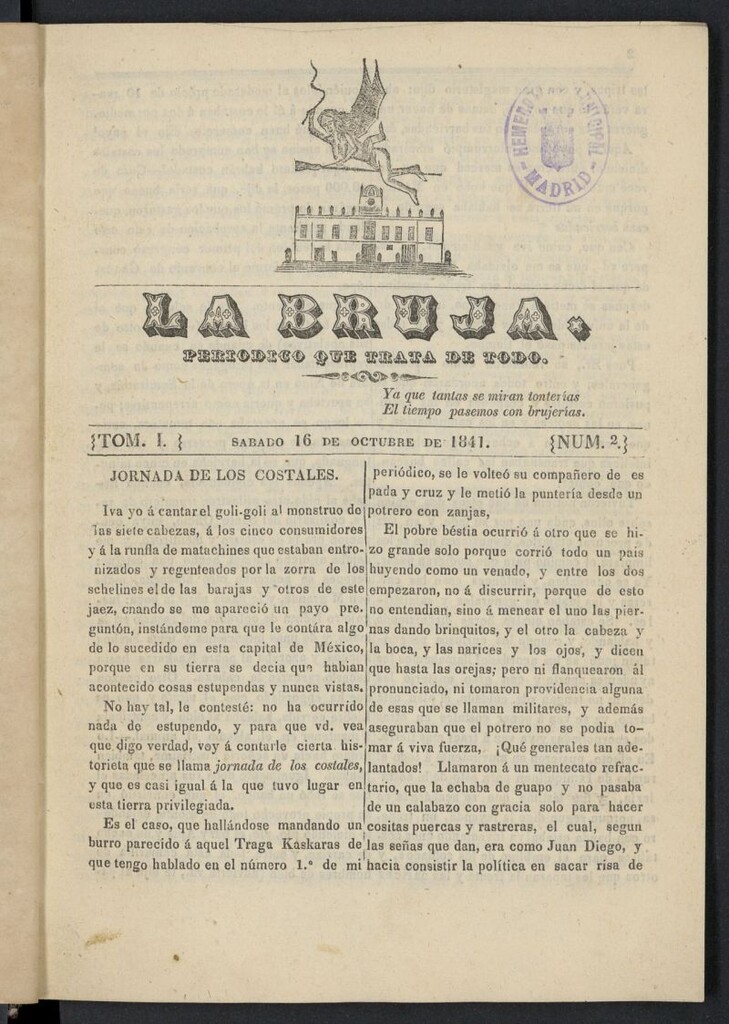 HEMEROTECA MUNICIPAL
MADRID
LA BRUJA.
PERIODICO QUE TRATA DE TODO.
Ya que tantas se miran tonterías
El tiempo pasemos con brujerías.
{TOM. I. {
SABADO 16 DE OCTUBRE DE 1841.
{NUM. 2.}
JORNADA DE LOS COSTALES.
Iva yo á cantar el goli-goli al monstruo de
las siete cabezas, á los cinco consumidores
y á la runfla de matachines que estaban entro-
nizados y regenteados por la zorra de los
schelines el de las barajas y otros de este
jaez, cnando se me apareció un payo pre-
guntón, instándome para que le contára algo
de lo sucedido en esta capital de México,
porque en su tierra se decia que habian
acontecido cosas estupendas y nunca vistas.
No hay tal, le contesté: no ha ocurrido
nada de estupendo, y para que vd. vea
que digo verdad, voy á contarle cierta his-
torieta que se llama jornada de los costales,
y que es casi igual á la que tuvo lugar en
esta tierra privilegiada.
Es el caso, que hallándose mandando un
burro parecido á aquel Traga Kaskaras de
que tengo hablado en el número 1.º de mi
periódico, se le volteó su compañero de es
pada y cruz y le metió la puntería desde un
potrero con zanjas,
El pobre béstia ocurrió á otro que se hi-
zo grande solo porque corrió todo un pais
huyendo como un venado, y entre los dos
empezaron, no á discurrir, porque de esto
no entendian, sino á menear el uno las pier-
nas dando brinquitos, y el otro la cabeza y
la boca, y las narices y los ojos, y dicen
que hasta las orejas; pero ni flanquearon ál
pronunciado, ni tomaron providencia alguna
de esas que se llaman militares, y además
aseguraban que el potrero no se podia to-
mar á viva fuerza, ¡Qué generales tan ade-
lantados! Llamaron á un mentecato refrac-
tario, que la echaba de guapo y no pasaba
de un calabazo con gracia solo para hacer
cositas puercas y rastreras, el cual, segun
las señas que dan, era como Juan Diego, y
hacia consistir la política en sacar risa de